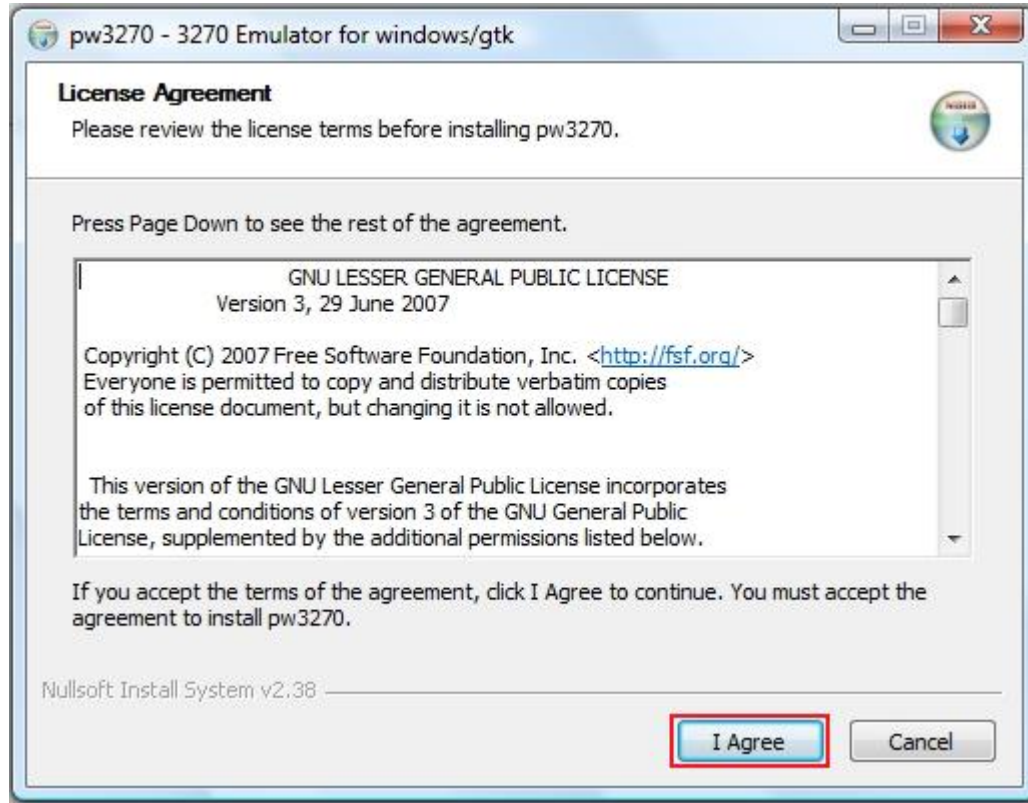 pw3270 - 3270 Emulator for windows/gtk
License Agreement
Please review the license terms before installing pw3270.
Press Page Down to see the rest of the agreement.
GNU LESSER GENERAL PUBLIC LICENSE
Version 3, 29 June 2007
Copyright (C) 2007 Free Software Foundation, Inc. <http://fsf.org/>
Everyone is permitted to copy and distribute verbatim copies
of this license document, but changing it is not allowed.
This version of the GNU Lesser General Public License incorporates
the terms and conditions of version 3 of the GNU General Public
License, supplemented by the additional permissions listed below.
If you accept the terms of the agreement, click I Agree to continue. You must accept the
agreement to install pw3270.
Nullsoft Install System v2.38
I Agree Cancel